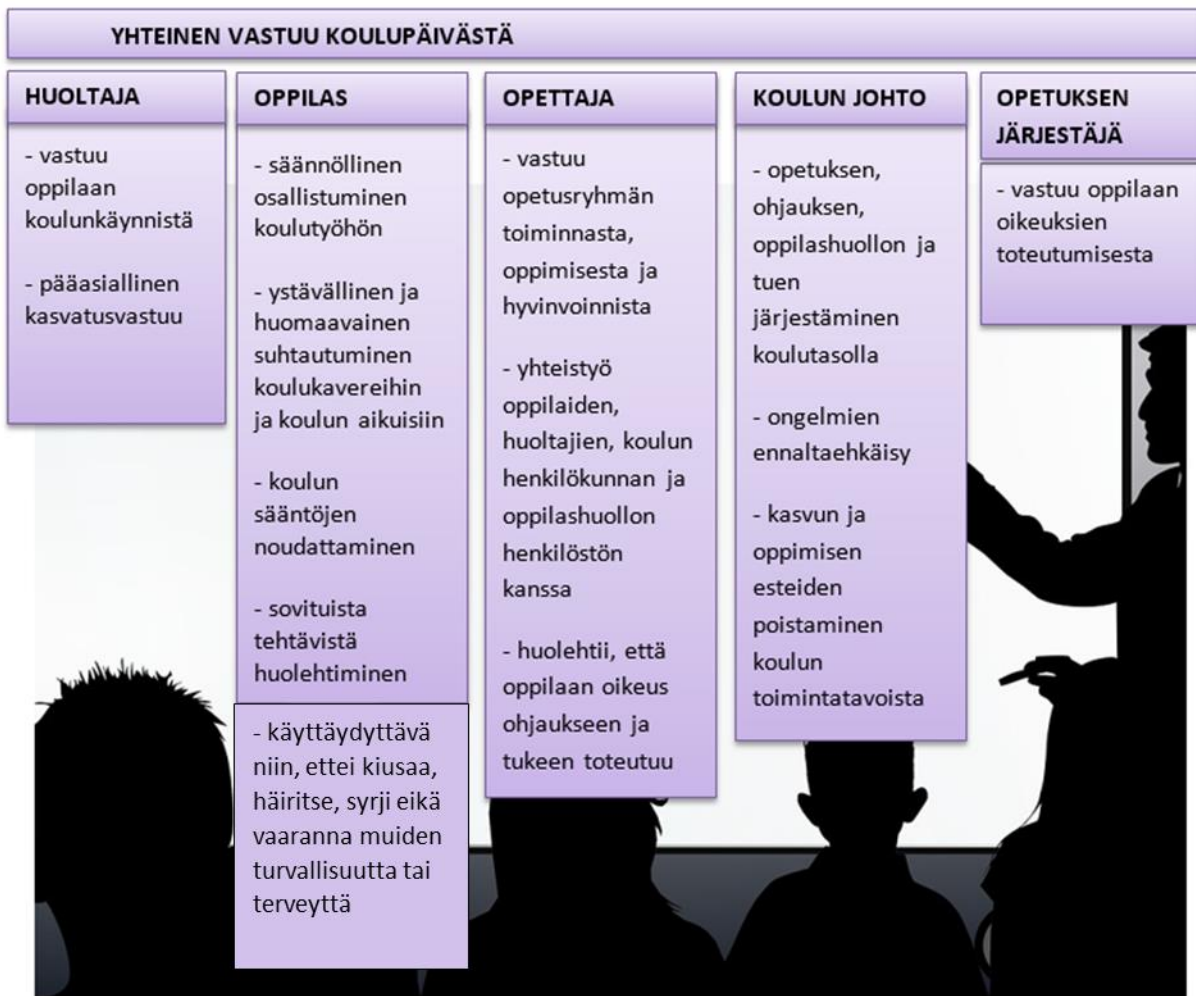 YHTEINEN VASTUU KOULUPÄIVÄSTÄ
HUOLTAJA
- vastuu
oppilaan
koulunkäynnistä
- pääasiallinen
kasvatusvastuu
OPPILAS
- säännöllinen
osallistuminen
koulutyöhön
- ystävällinen ja
huomaavainen
suhtautuminen
koulukavereihin
ja koulun aikuisiin
- koulun
sääntöjen
noudattaminen
- sovituista
tehtävistä
huolehtiminen
- käyttäydyttävä
niin, ettei kiusaa,
häiritse, syrji eikä
vaaranna muiden
turvallisuutta tai
terveyttä
OPETTAJA
- vastuu
opetusryhmän
toiminnasta,
oppimisesta ja
hyvinvoinnista
- yhteistyö
oppilaiden,
huoltajien, koulun
henkilökunnan ja
oppilashuollon
henkilöstön
kanssa
- huolehtii, että
oppilaan oikeus
ohjaukseen ja
tukeen toteutuu
KOULUN JOHTO
- opetuksen,
ohjauksen,
oppilashuollon ja
tuen
järjestäminen
koulutasolla
- ongelmien
ennaltaehkäisy
- kasvun ja
oppimisen
esteiden
poistaminen
koulun
toimintatavoista
OPETUKSEN
JÄRJESTÄJÄ
- vastuu oppilaan
oikeuksien
toteutumisesta